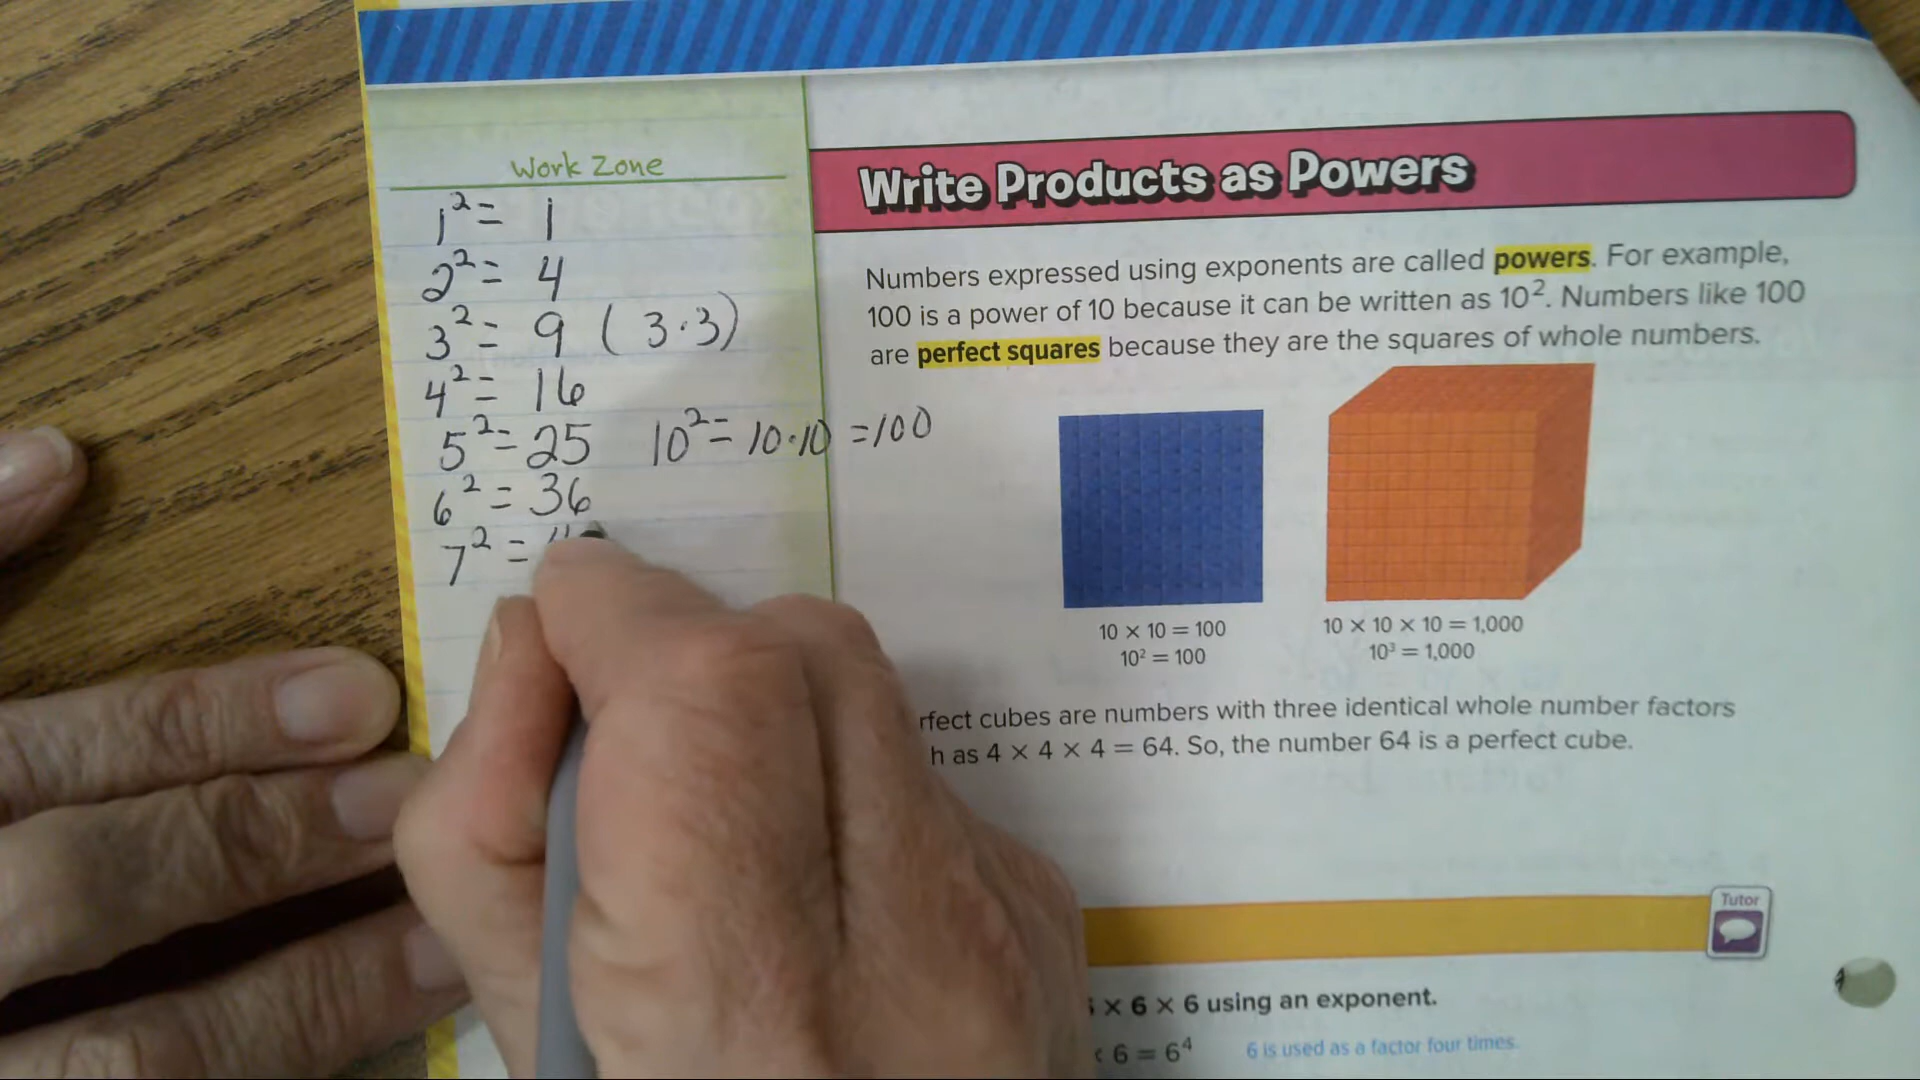 Work Zone
1² = 1
2² = 4
3² = 9 ( 3·3)
4² = 16
5² = 25 10² = 10·10 = 100
6² = 36
7² =
Write Products as Powers
Numbers expressed using exponents are called powers. For example,
100 is a power of 10 because it can be written as 10². Numbers like 100
are perfect squares because they are the squares of whole numbers.
10 × 10 = 100
10² = 100
10 × 10 × 10 = 1,000
10³ = 1,000
cubes are numbers with three identical whole number factors
as 4 × 4 × 4 = 64. So, the number 64 is a perfect cube.
Tutor
× 6 × 6 using an exponent.
6 = 6⁴ 6 is used as a factor four times.